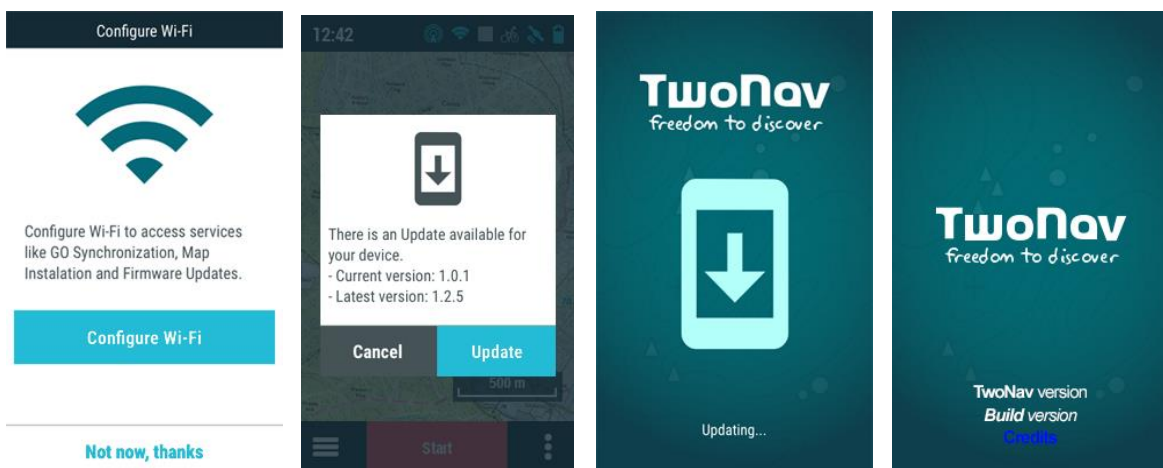 Configure Wi-Fi
Configure Wi-Fi to access services
like GO Synchronization, Map
Instalation and Firmware Updates.
Configure Wi-Fi
Not now, thanks
12:42
There is an Update available for
your device.
- Current version: 1.0.1
- Latest version: 1.2.5
Cancel
Update
500 m
Start
TwoNav
freedom to discover
Updating...
TwoNav
freedom to discover
TwoNav version
Build version
Credits